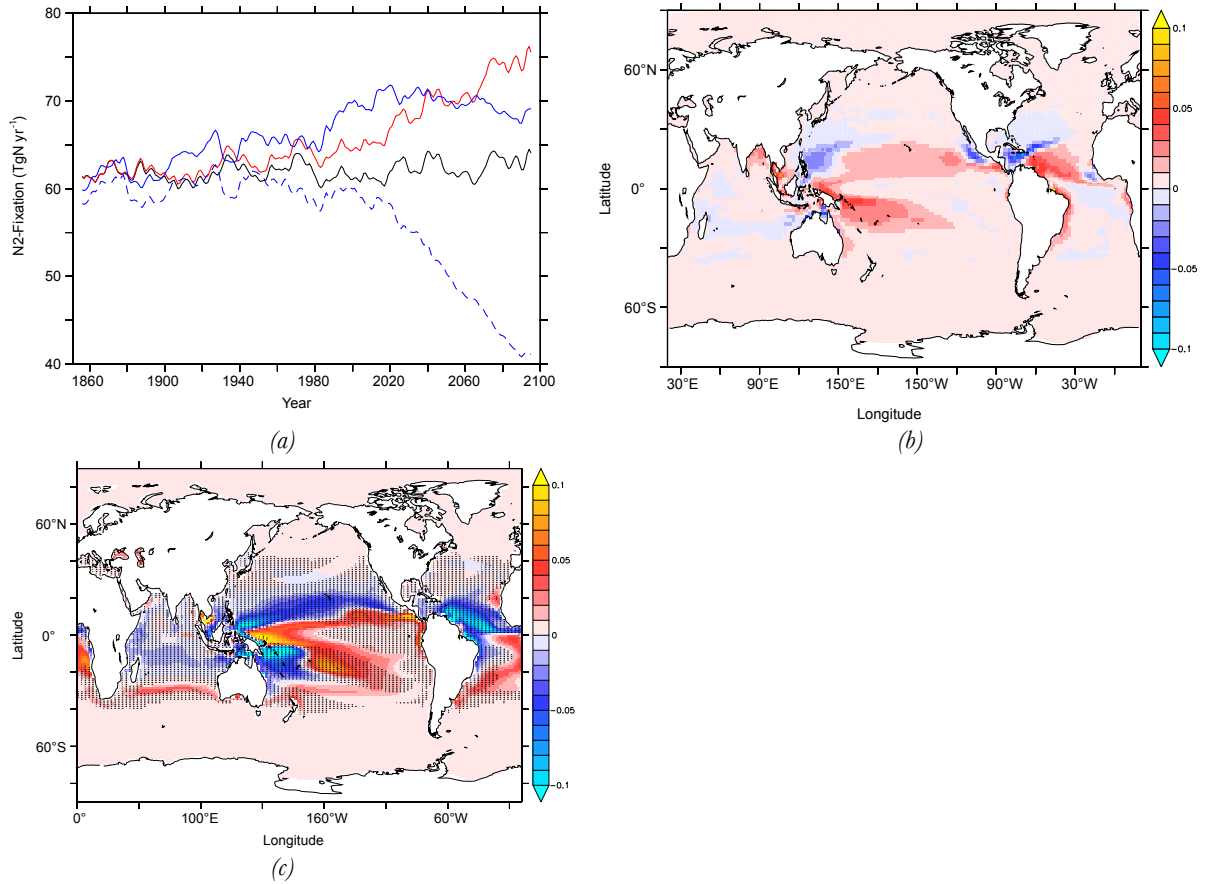 80
70
60
50
40
N2-Fixation (TgN yr-1)
1860 1900 1940 1980 2020 2060 2100
Year
(a)
60°N
0°
60°S
Latitude
30°E 90°E 150°E 150°W 90°W 30°W
Longitude
0.1
0.05
0
-0.05
-0.1
(b)
60°N
0°
60°S
Latitude
0° 100°E 160°W 60°W
Longitude
0.1
0.05
0
-0.05
-0.1
(c)